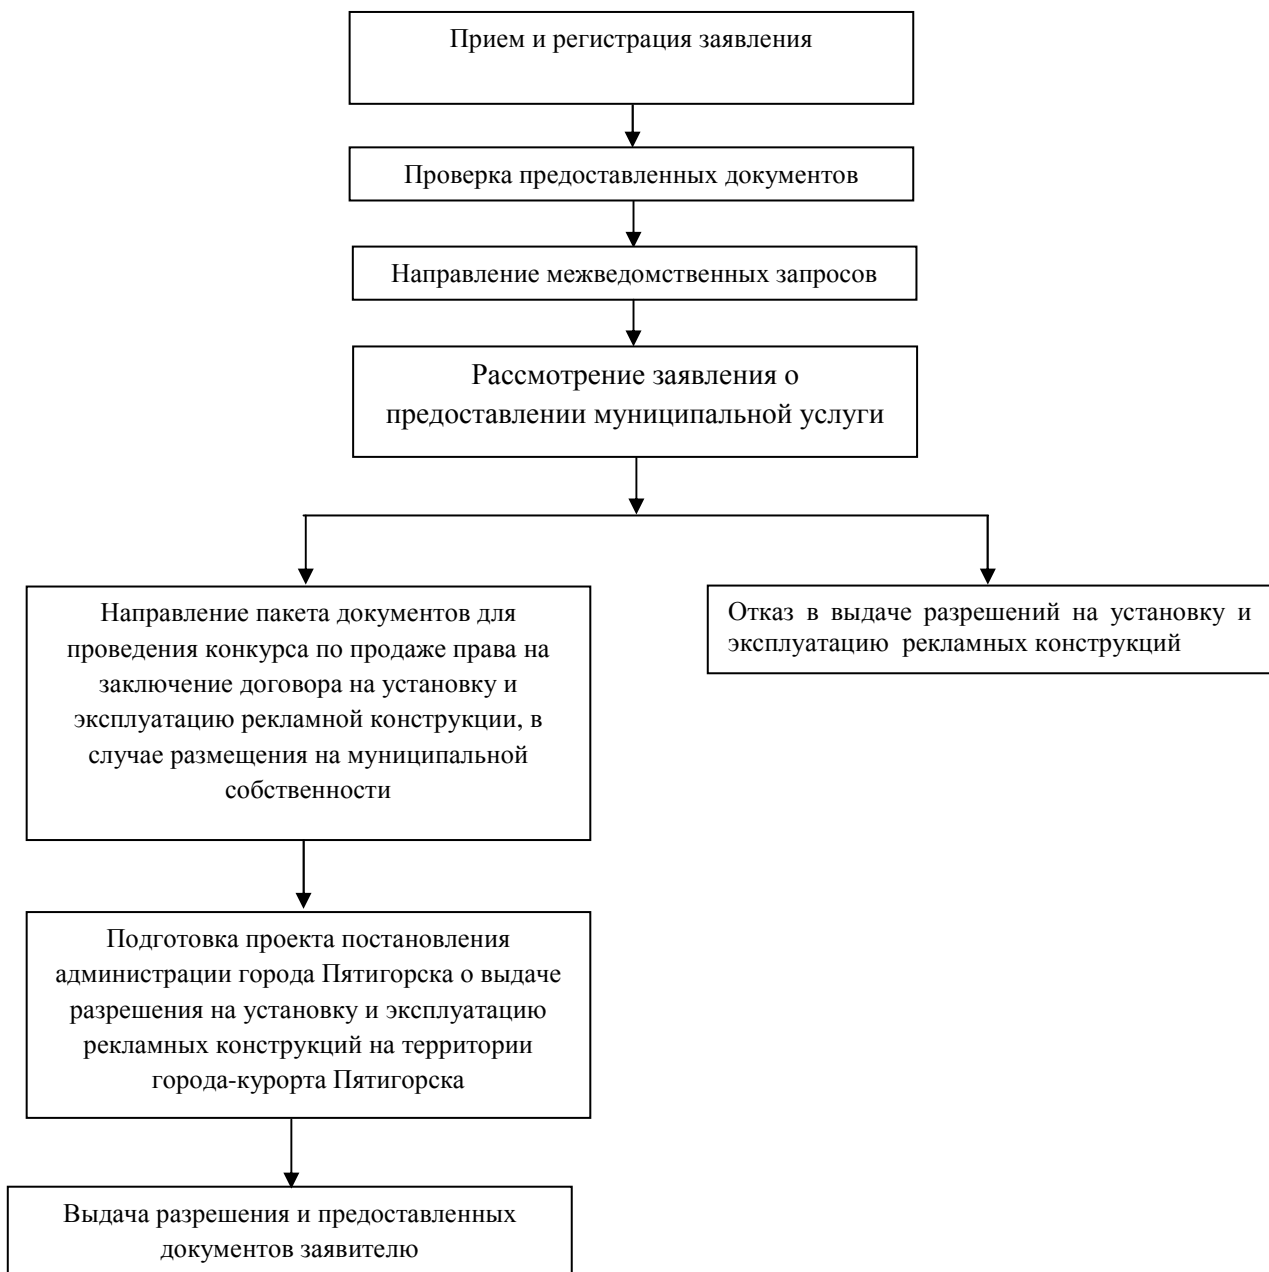 Прием и регистрация заявления
Проверка предоставленных документов
Направление межведомственных запросов
Рассмотрение заявления о
предоставлении муниципальной услуги
Направление пакета документов для
проведения конкурса по продаже права на
заключение договора на установку и
эксплуатацию рекламной конструкции, в
случае размещения на муниципальной
собственности
Отказ в выдаче разрешений на установку и
эксплуатацию рекламных конструкций
Подготовка проекта постановления
администрации города Пятигорска о выдаче
разрешения на установку и эксплуатацию
рекламных конструкций на территории
города-курорта Пятигорска
Выдача разрешения и предоставленных
документов заявителю